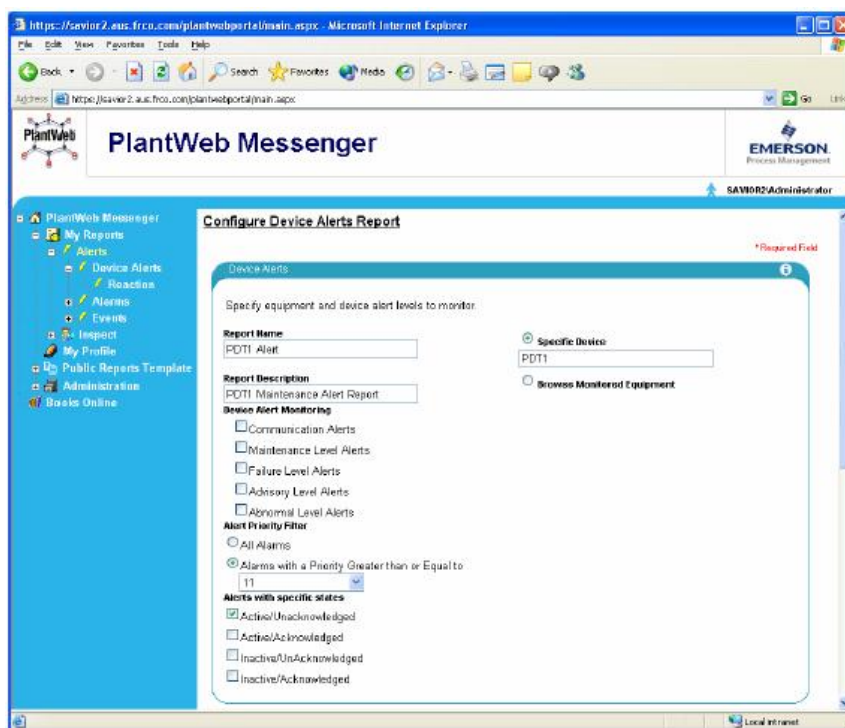 https://savior2.aus.frco.com/plantwebportal/main.aspx - Microsoft Internet Explorer
File Edit View Favorites Tools Help
Back Search Favorites Media
Address https://savior2.aus.frco.com/plantwebportal/main.aspx Go Links
PlantWeb
PlantWeb Messenger
EMERSON
Process Management
SAVIOR2\Administrator
PlantWeb Messenger
My Reports
Alerts
Device Alerts
Reaction
Alarms
Events
Inspect
My Profile
Public Reports Template
Administration
Books Online
Configure Device Alerts Report
*Required Field
Device Alerts
Specify equipment and device alert levels to monitor.
Report Name
PDT1 Alert
Specific Device
PDT1
Report Description
PDT1 Maintenance Alert Report
Browse Monitored Equipment
Device Alert Monitoring
Communication Alerts
Maintenance Level Alerts
Failure Level Alerts
Advisory Level Alerts
Abnormal Level Alerts
Alert Priority Filter
All Alarms
Alarms with a Priority Greater than or Equal to
11
Alerts with specific states
Active/Unacknowledged
Active/Acknowledged
Inactive/UnAcknowledged
Inactive/Acknowledged
Local intranet